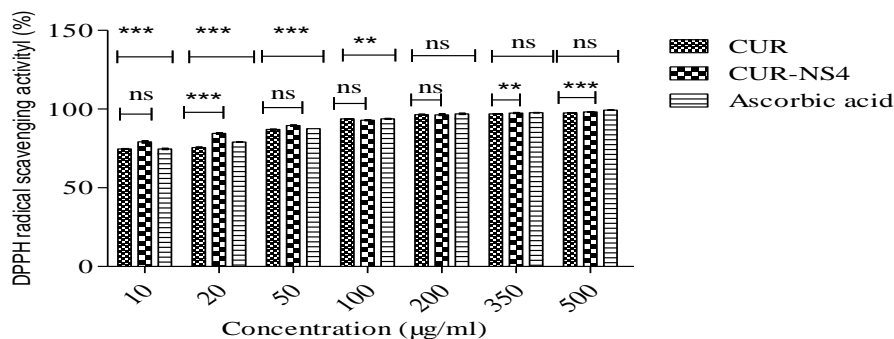 DPPH radical scavenging activityl (%)
150
100
50
0
*** *** *** ** ns ns ns
ns *** ns ns ns ** ***
10 20 50 100 200 350 500
Concentration (µg/ml)
CUR
CUR-NS4
Ascorbic acid